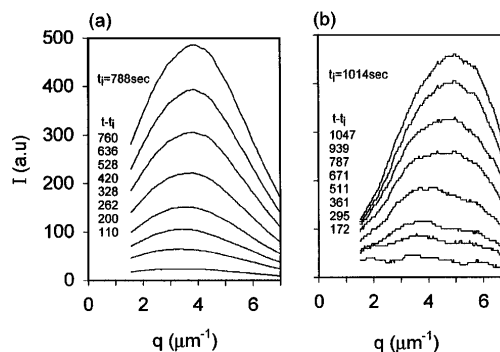 (a)
(b)
500
400
300
200
100
0
I (a.u)
tⱼ=788sec
t-tⱼ
760
636
528
420
328
262
200
110
0 2 4 6
q (μm⁻¹)
tⱼ=1014sec
t-tⱼ
1047
939
787
671
511
361
295
172
0 2 4 6
q (μm⁻¹)